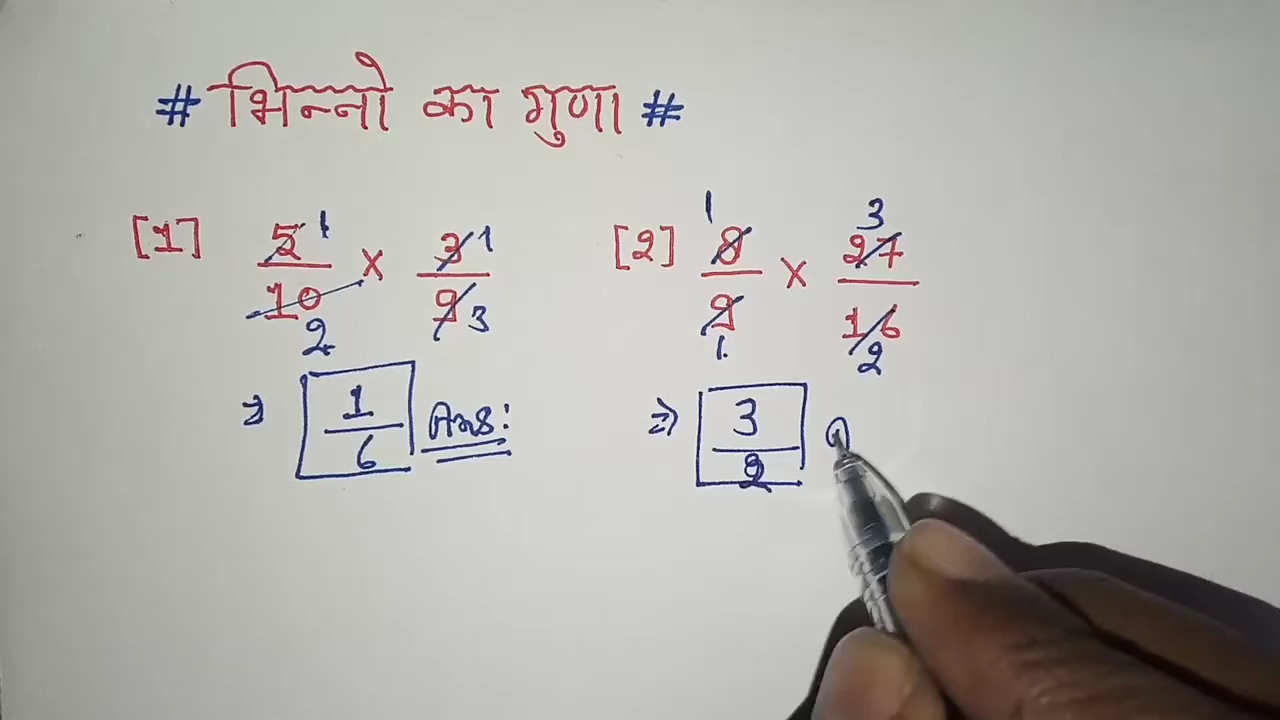 # भिन्नो का गुणा #
[1] 5/10 × 3/9 [2] 8/9 × 27/16
1 1 1 3
2 3 1 2
⇒ 1/6 Ans: ⇒ 3/2